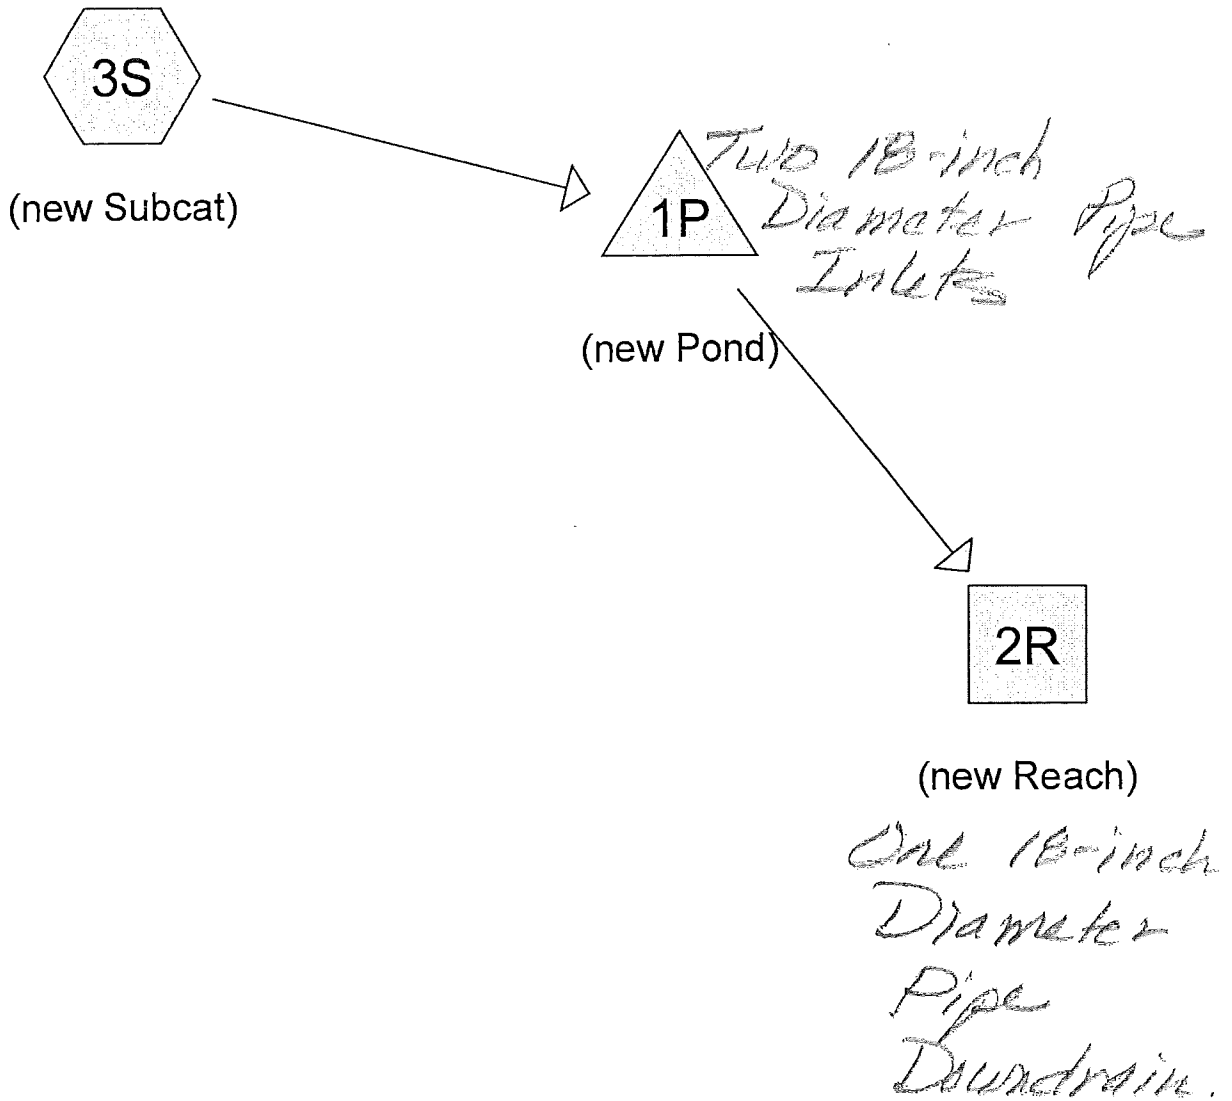 3S
(new Subcat)
1P
Two 18-inch
Diameter Pipe
Inlets
(new Pond)
2R
(new Reach)
One 18-inch
Diameter
Pipe
Downdrain.